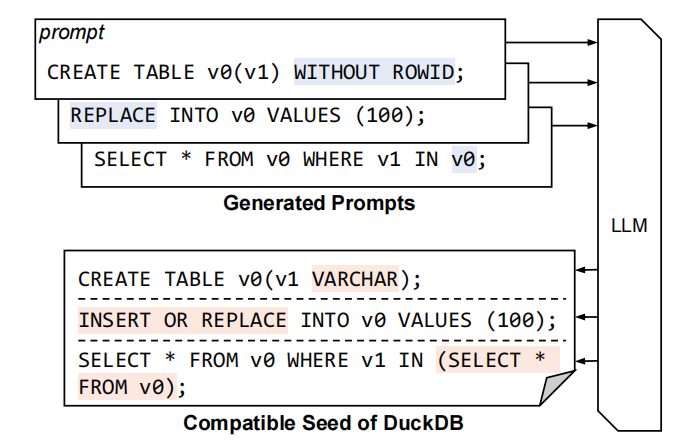 prompt
CREATE TABLE v0(v1) WITHOUT ROWID;
REPLACE INTO v0 VALUES (100);
SELECT * FROM v0 WHERE v1 IN v0;
Generated Prompts
LLM
CREATE TABLE v0(v1 VARCHAR);
INSERT OR REPLACE INTO v0 VALUES (100);
SELECT * FROM v0 WHERE v1 IN (SELECT *
FROM v0);
Compatible Seed of DuckDB